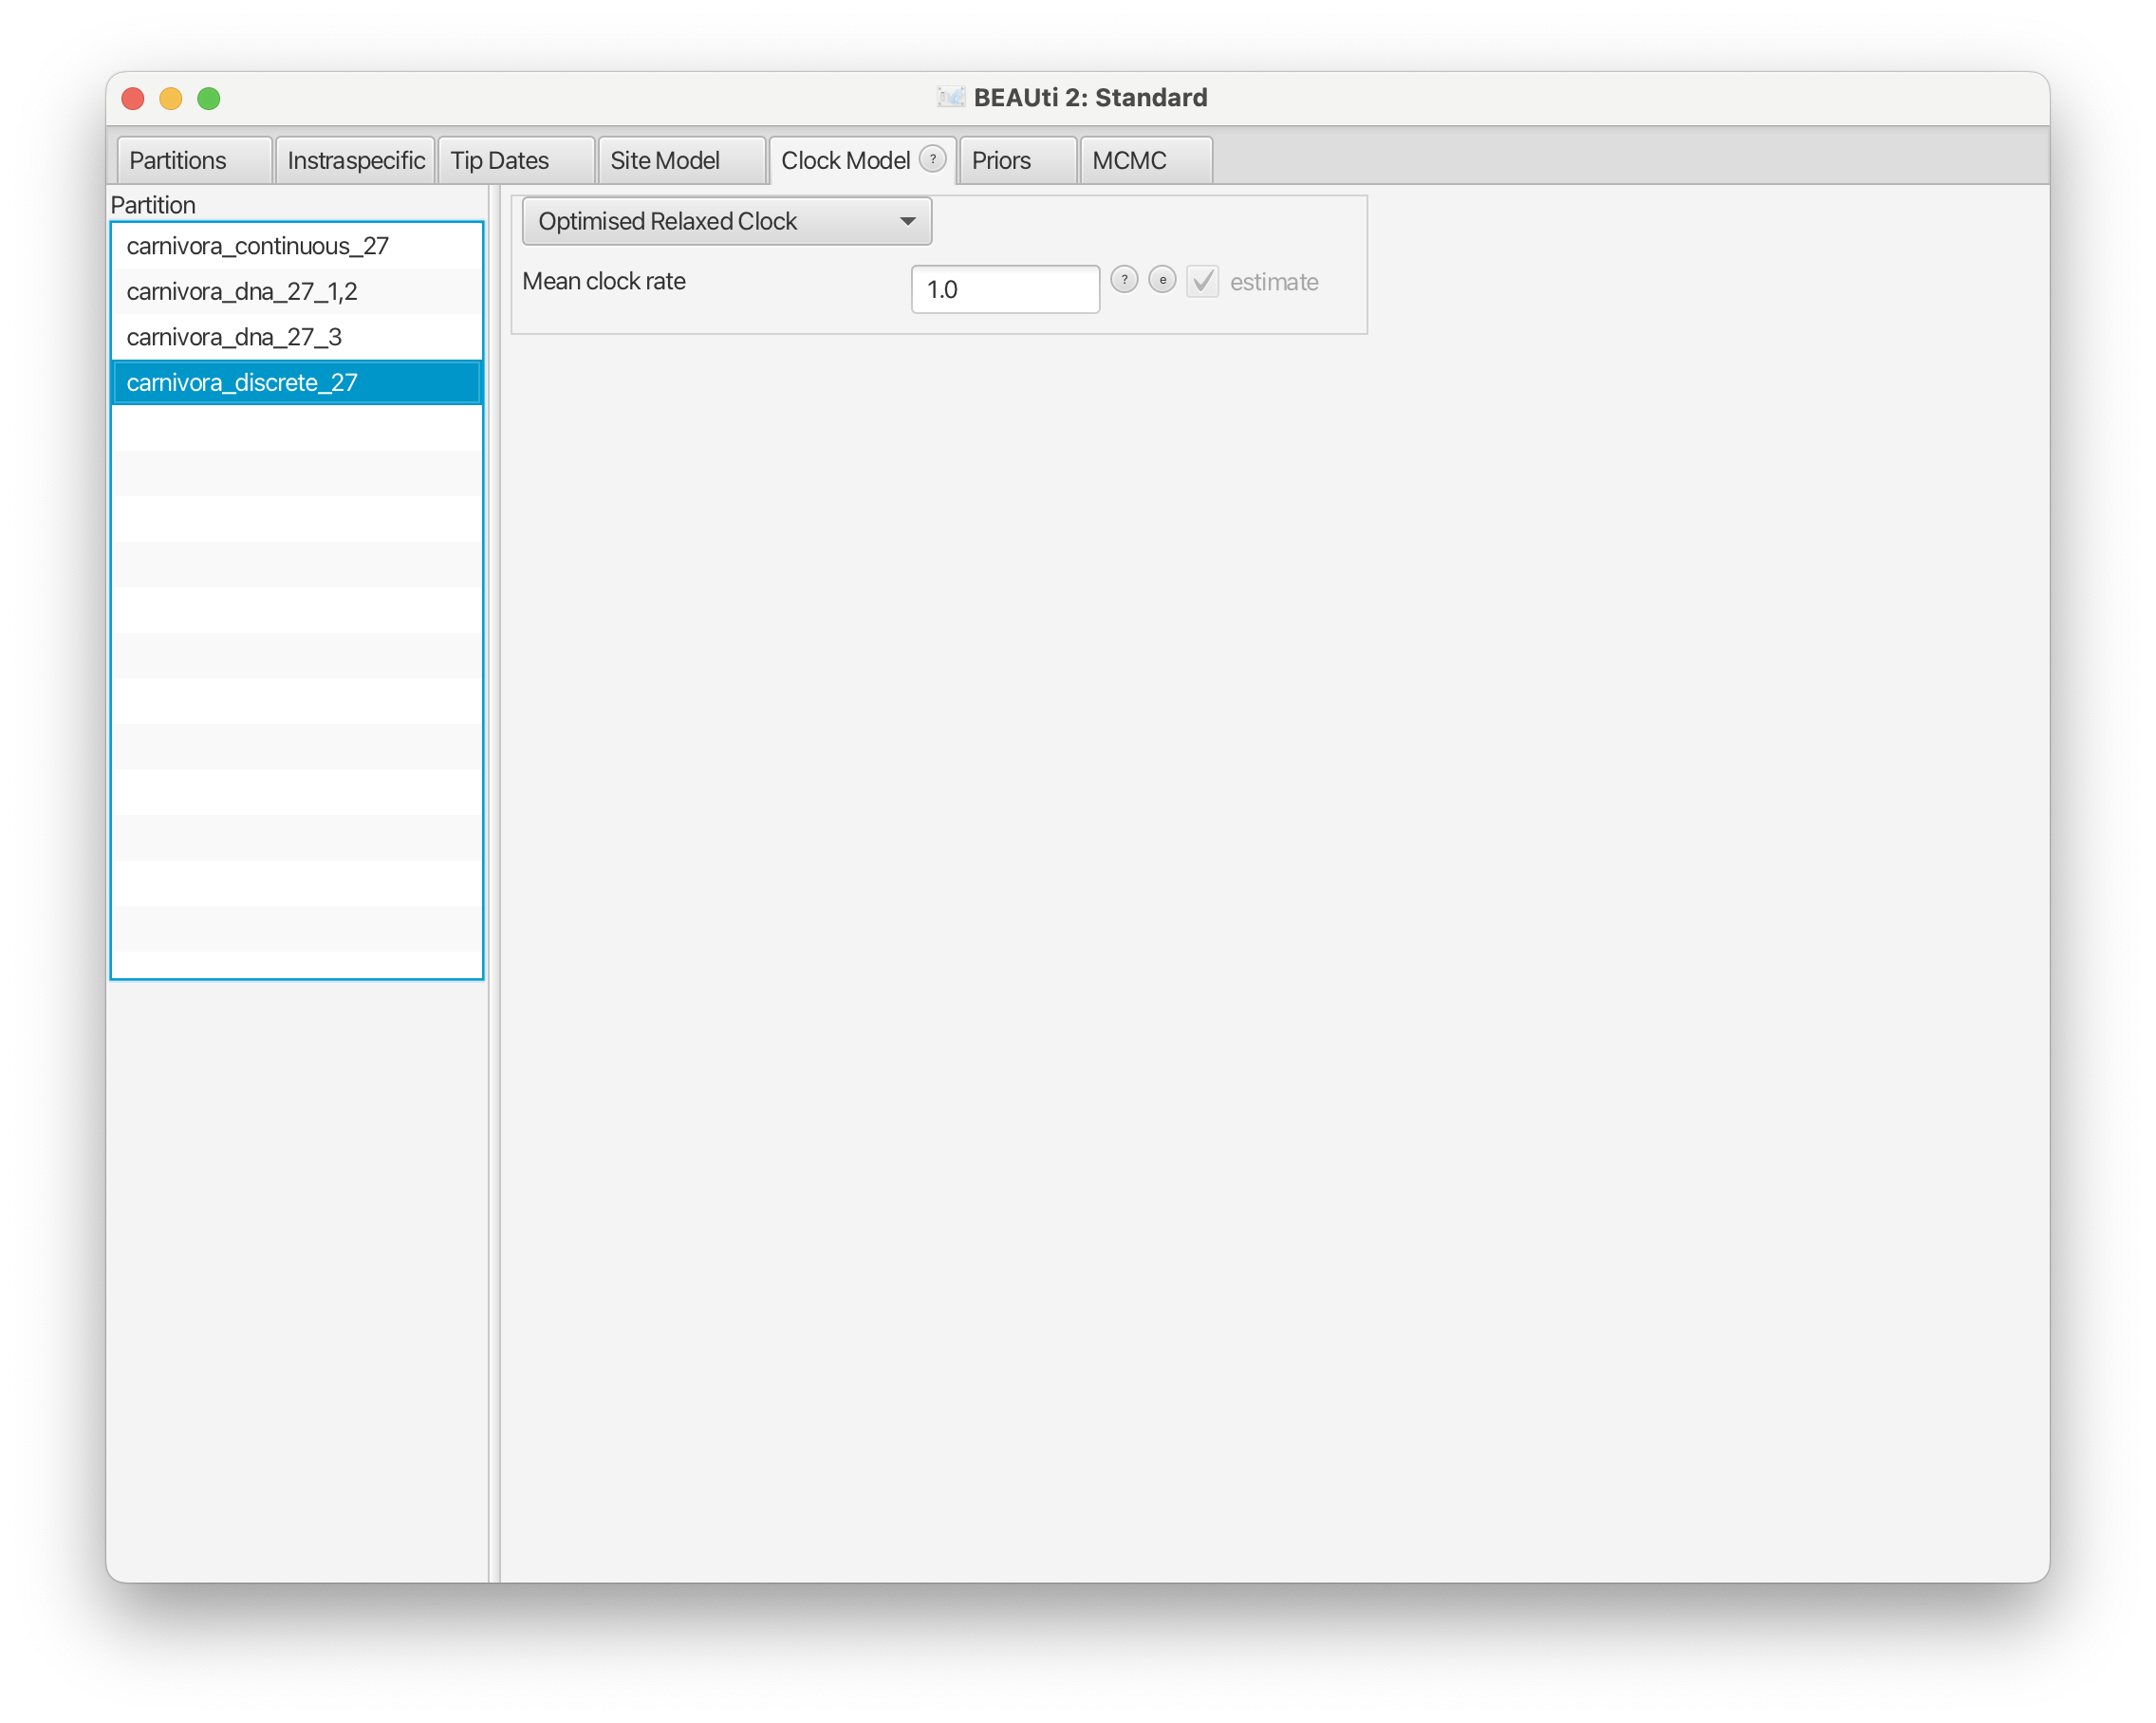 BEAUti 2: Standard
Partitions Instraspecific Tip Dates Site Model Clock Model ? Priors MCMC
Partition
carnivora_continuous_27
carnivora_dna_27_1,2
carnivora_dna_27_3
carnivora_discrete_27
Optimised Relaxed Clock
Mean clock rate 1.0 ? e estimate